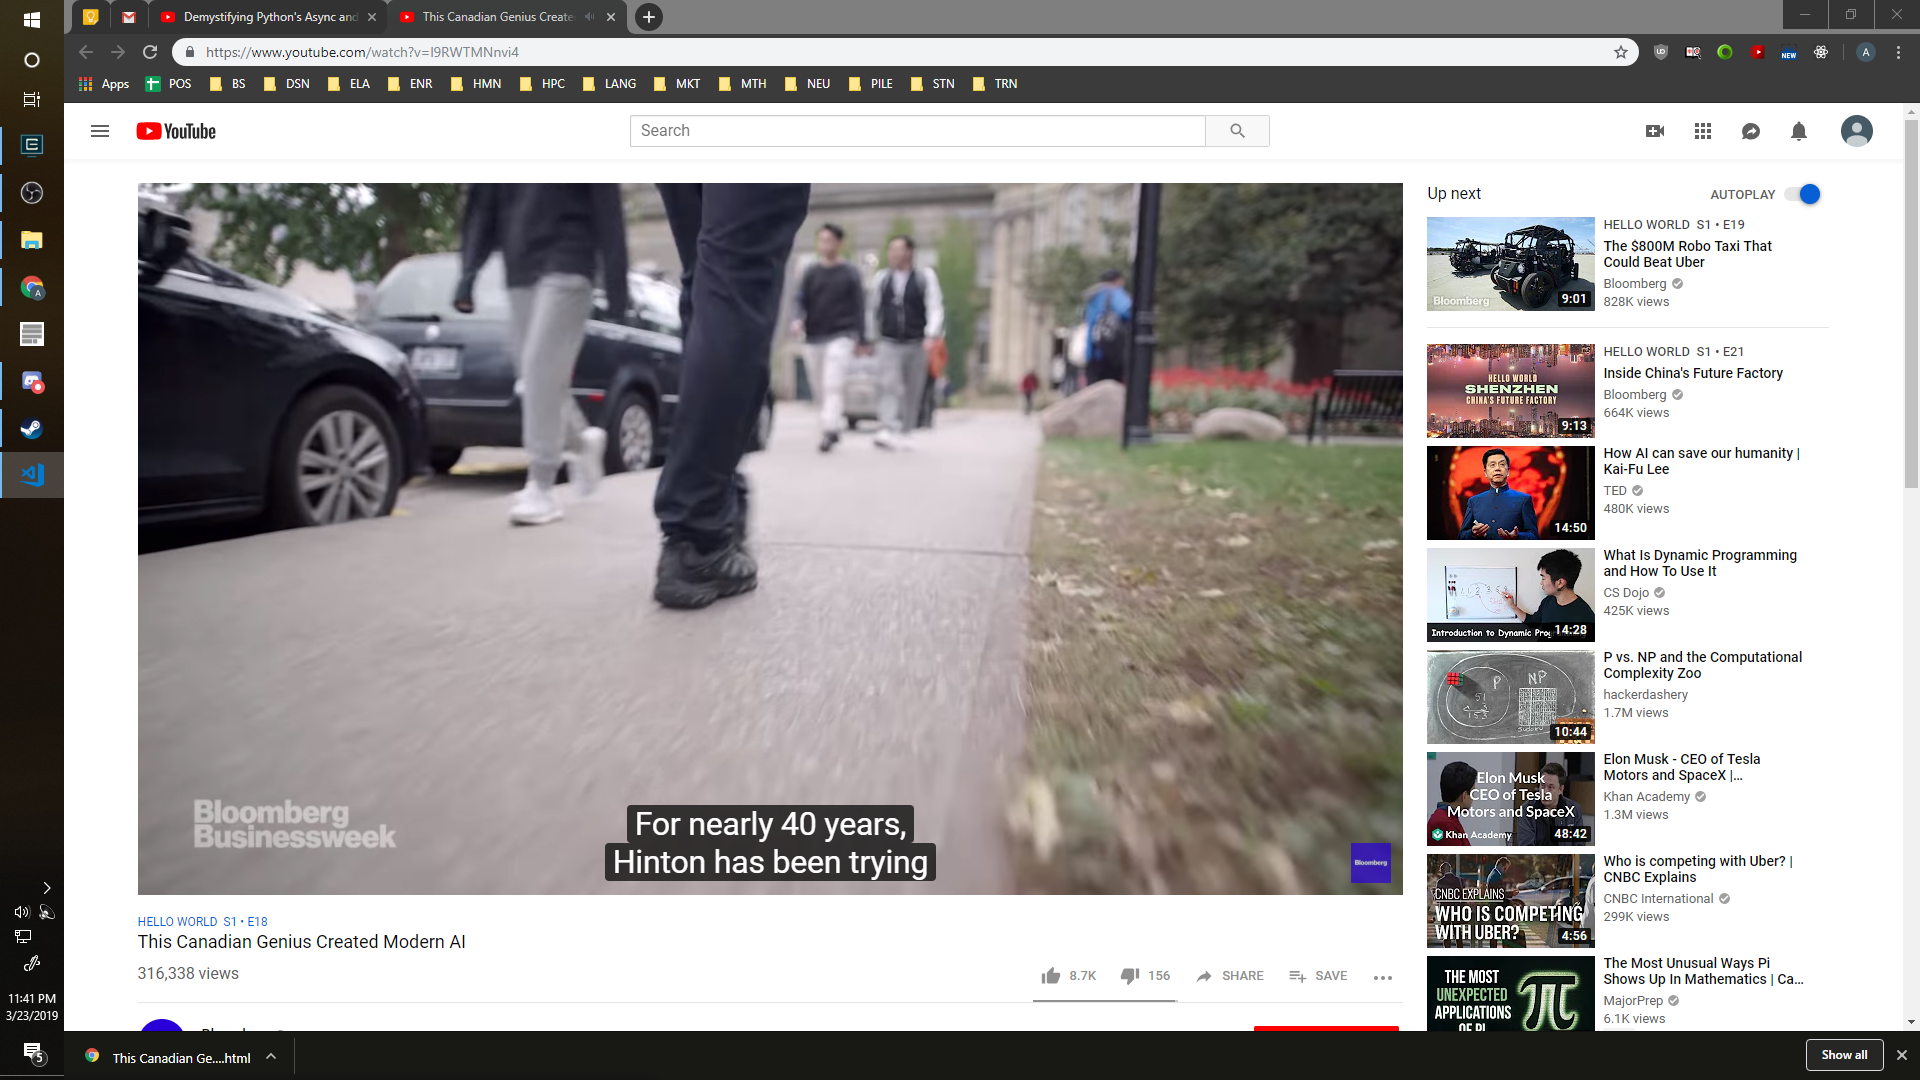 Demystifying Python's Async and
This Canadian Genius Create
https://www.youtube.com/watch?v=I9RWTMNnvi4
NEW
A
Apps
POS
BS
DSN
ELA
ENR
HMN
HPC
LANG
MKT
MTH
NEU
PILE
STN
TRN
YouTube
Search
Bloomberg
Businessweek
For nearly 40 years,
Hinton has been trying
Bloomberg
HELLO WORLD S1 • E18
This Canadian Genius Created Modern AI
316,338 views
8.7K
156
SHARE
SAVE
Up next
AUTOPLAY
Bloomberg
9:01
HELLO WORLD S1 • E19
The $800M Robo Taxi That
Could Beat Uber
Bloomberg
828K views
HELLO WORLD
SHENZHEN
CHINA'S FUTURE FACTORY
9:13
HELLO WORLD S1 • E21
Inside China's Future Factory
Bloomberg
664K views
14:50
How AI can save our humanity |
Kai-Fu Lee
TED
480K views
Introduction to Dynamic Prog
14:28
What Is Dynamic Programming
and How To Use It
CS Dojo
425K views
P
NP
Sudoku
10:44
P vs. NP and the Computational
Complexity Zoo
hackerdashery
1.7M views
Elon Musk
CEO of Tesla
Motors and SpaceX
Khan Academy
48:42
Elon Musk - CEO of Tesla
Motors and SpaceX |...
Khan Academy
1.3M views
CNBC EXPLAINS
WHO IS COMPETING
WITH UBER?
4:56
Who is competing with Uber? |
CNBC Explains
CNBC International
299K views
THE MOST
UNEXPECTED
APPLICATIONS
OF PI
π
The Most Unusual Ways Pi
Shows Up In Mathematics | Ca...
MajorPrep
6.1K views
11:41 PM
3/23/2019
5
This Canadian Ge....html
Show all